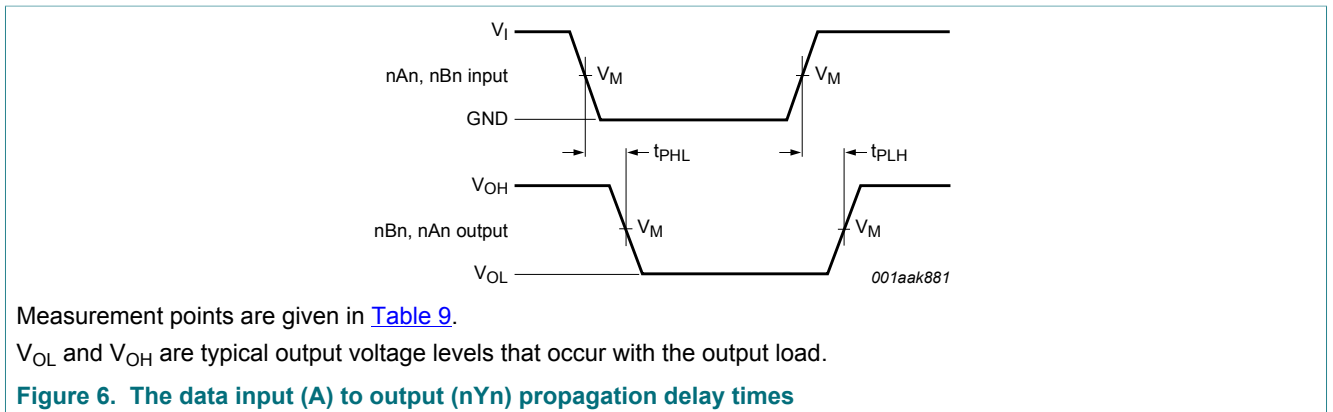 VI
nAn, nBn input
VM
VM
GND
tPHL
tPLH
VOH
nBn, nAn output
VM
VM
VOL
001aak881
Measurement points are given in Table 9.
VOL and VOH are typical output voltage levels that occur with the output load.
Figure 6. The data input (A) to output (nYn) propagation delay times